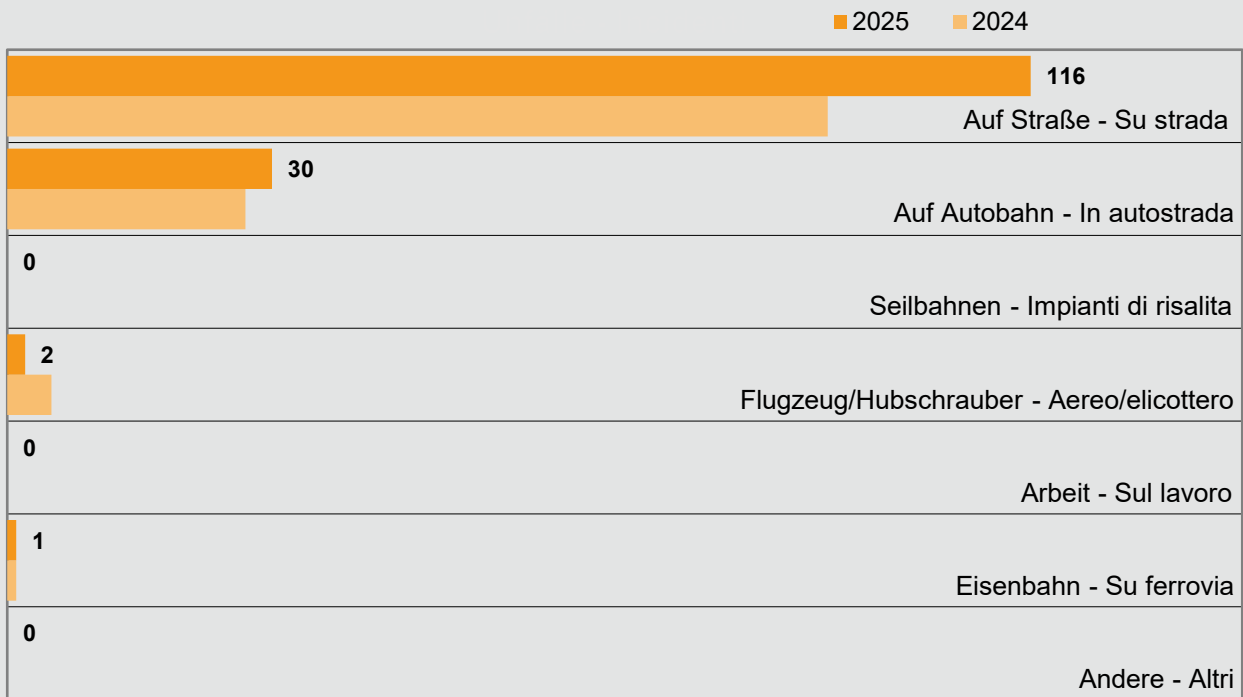 2025 2024
116
Auf Straße - Su strada
30
Auf Autobahn - In autostrada
0
Seilbahnen - Impianti di risalita
2
Flugzeug/Hubschrauber - Aereo/elicottero
0
Arbeit - Sul lavoro
1
Eisenbahn - Su ferrovia
0
Andere - Altri